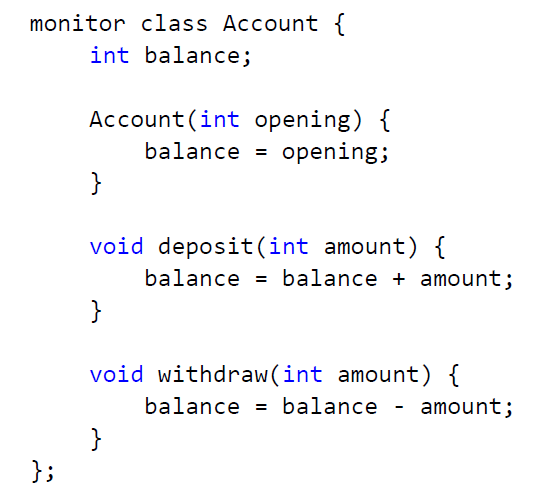 monitor class Account {
    int balance;

    Account(int opening) {
        balance = opening;
    }

    void deposit(int amount) {
        balance = balance + amount;
    }

    void withdraw(int amount) {
        balance = balance - amount;
    }
};